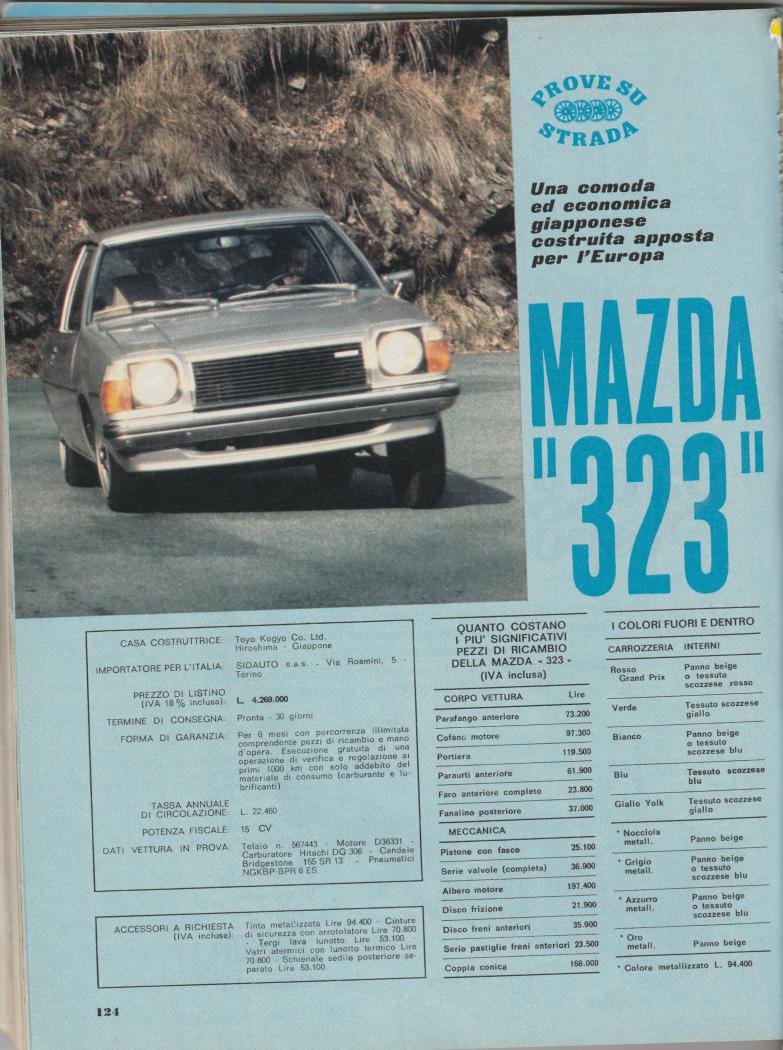 PROVE SU
STRADA
Una comoda
ed economica
giapponese
costruita apposta
per l'Europa
MAZDA
"323"
CASA COSTRUTTRICE: Toyo Kogyo Co. Ltd.
Hiroshima - Giappone
IMPORTATORE PER L'ITALIA: SIDAUTO s.a.s. - Via Rosmini, 5 -
Torino
PREZZO DI LISTINO
(IVA 18% inclusa): L. 4.269.000
TERMINE DI CONSEGNA: Pronta - 30 giorni
FORMA DI GARANZIA: Per 6 mesi con percorrenza illimitata
comprendente pezzi di ricambio e mano
d'opera. Esecuzione gratuita di una
operazione di verifica e regolazione ai
primi 1000 km con solo addebito del
materiale di consumo (carburante e lu-
brificanti)
TASSA ANNUALE
DI CIRCOLAZIONE: L. 22.460
POTENZA FISCALE: 15 CV
DATI VETTURA IN PROVA: Telaio n. 567443 - Motore D38331 -
Carburatore Hitachi DG 306 - Candele
Bridgestone 155 SR 13 - Pneumatici
NGKBP-BPR 6 ES
ACCESSORI A RICHIESTA
(IVA inclusa): Tinta metallizzata Lire 94.400 - Cinture
di sicurezza con arrotolatore Lire 70.800
- Tergi lava lunotto Lire 53.100 -
Vetri atermici con lunotto termico Lire
70.800 - Schienale sedile posteriore se-
parato Lire 53.100.
QUANTO COSTANO
I PIU' SIGNIFICATIVI
PEZZI DI RICAMBIO
DELLA MAZDA « 323 »
(IVA inclusa)
CORPO VETTURA Lire
Parafango anteriore 73.200
Cofano motore 97.300
Portiera 119.500
Paraurti anteriore 61.900
Faro anteriore completo 23.800
Fanalino posteriore 37.000
MECCANICA
Pistone con fasce 25.100
Serie valvole (completa) 36.900
Albero motore 197.400
Disco frizione 21.900
Disco freni anteriori 35.900
Serie pastiglie freni anteriori 23.500
Coppia conica 168.000
I COLORI FUORI E DENTRO
CARROZZERIA INTERNI
Rosso
Grand Prix Panno beige
o tessuto
scozzese rosso
Verde Tessuto scozzese
giallo
Bianco Panno beige
o tessuto
scozzese blu
Blu Tessuto scozzese
blu
Giallo Yolk Tessuto scozzese
giallo
* Nocciola
metall. Panno beige
* Grigio
metall. Panno beige
o tessuto
scozzese blu
* Azzurro
metall. Panno beige
o tessuto
scozzese blu
* Oro
metall. Panno beige
* Colore metallizzato L. 94.400
124